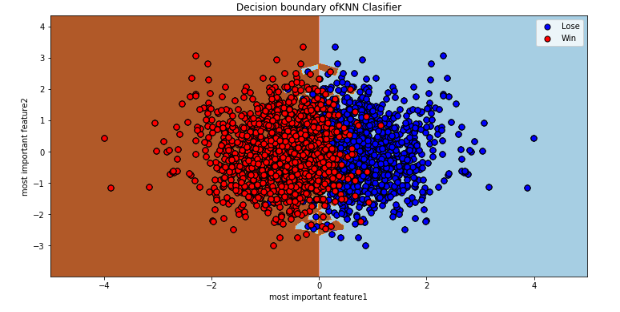 Decision boundary ofKNN Clasifier
Lose
Win
most important feature2
4
3
2
1
0
−1
−2
−3
−4
−2
0
2
4
most important feature1